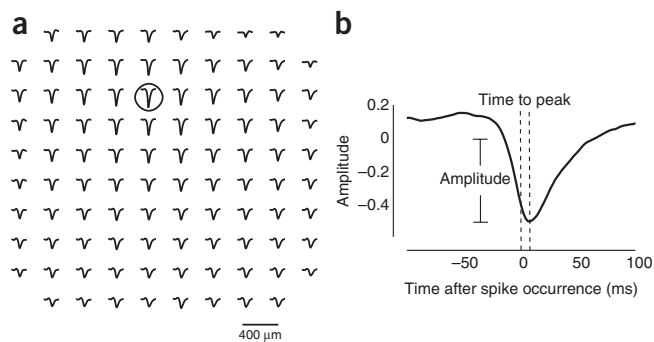 a
400 µm
b
Time to peak
0.2
0
−0.2
−0.4
Amplitude
Amplitude
−50
0
50
100
Time after spike occurrence (ms)